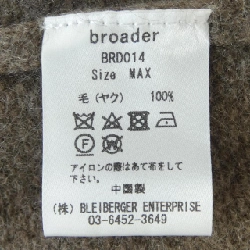 broader
BRD014
Size MAX
毛(ヤク) 100%
P W
アイロンの際はあて毛をして
下さい。
中国製
(株) BLEIBERGER ENTERPRISE
03-6452-3649